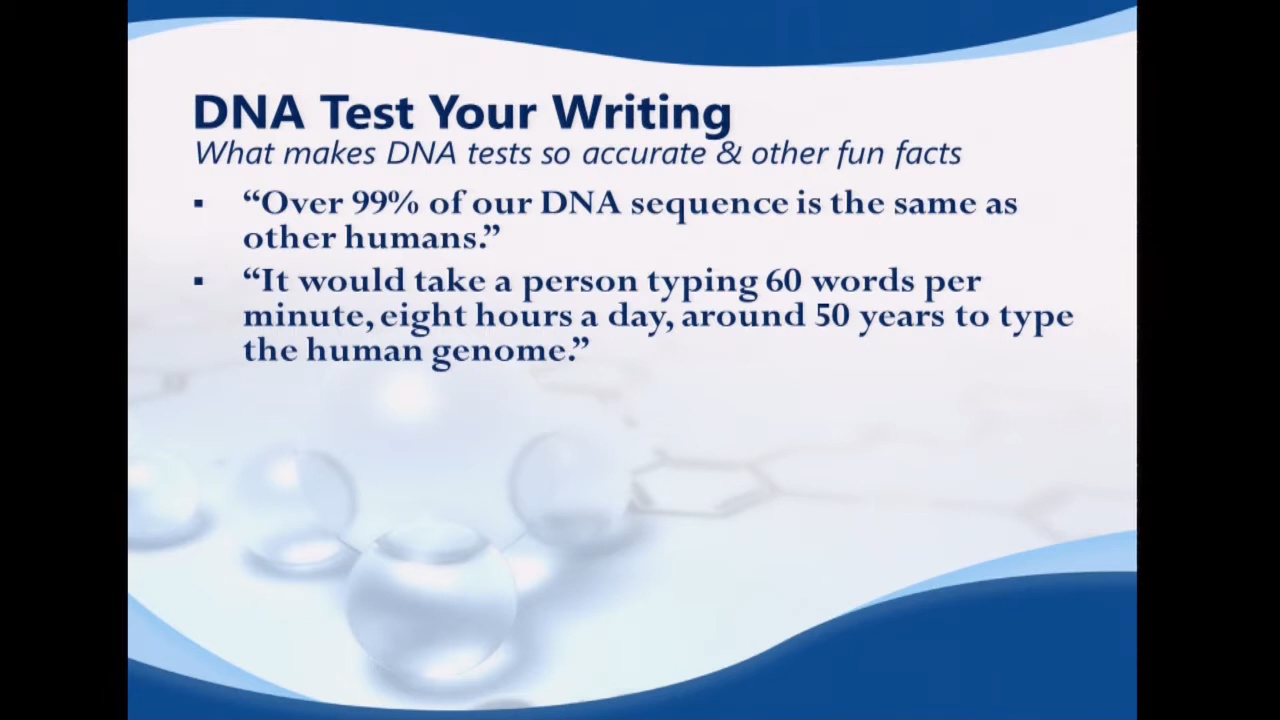 DNA Test Your Writing
What makes DNA tests so accurate & other fun facts
▪ “Over 99% of our DNA sequence is the same as
other humans.”
▪ “It would take a person typing 60 words per
minute, eight hours a day, around 50 years to type
the human genome.”